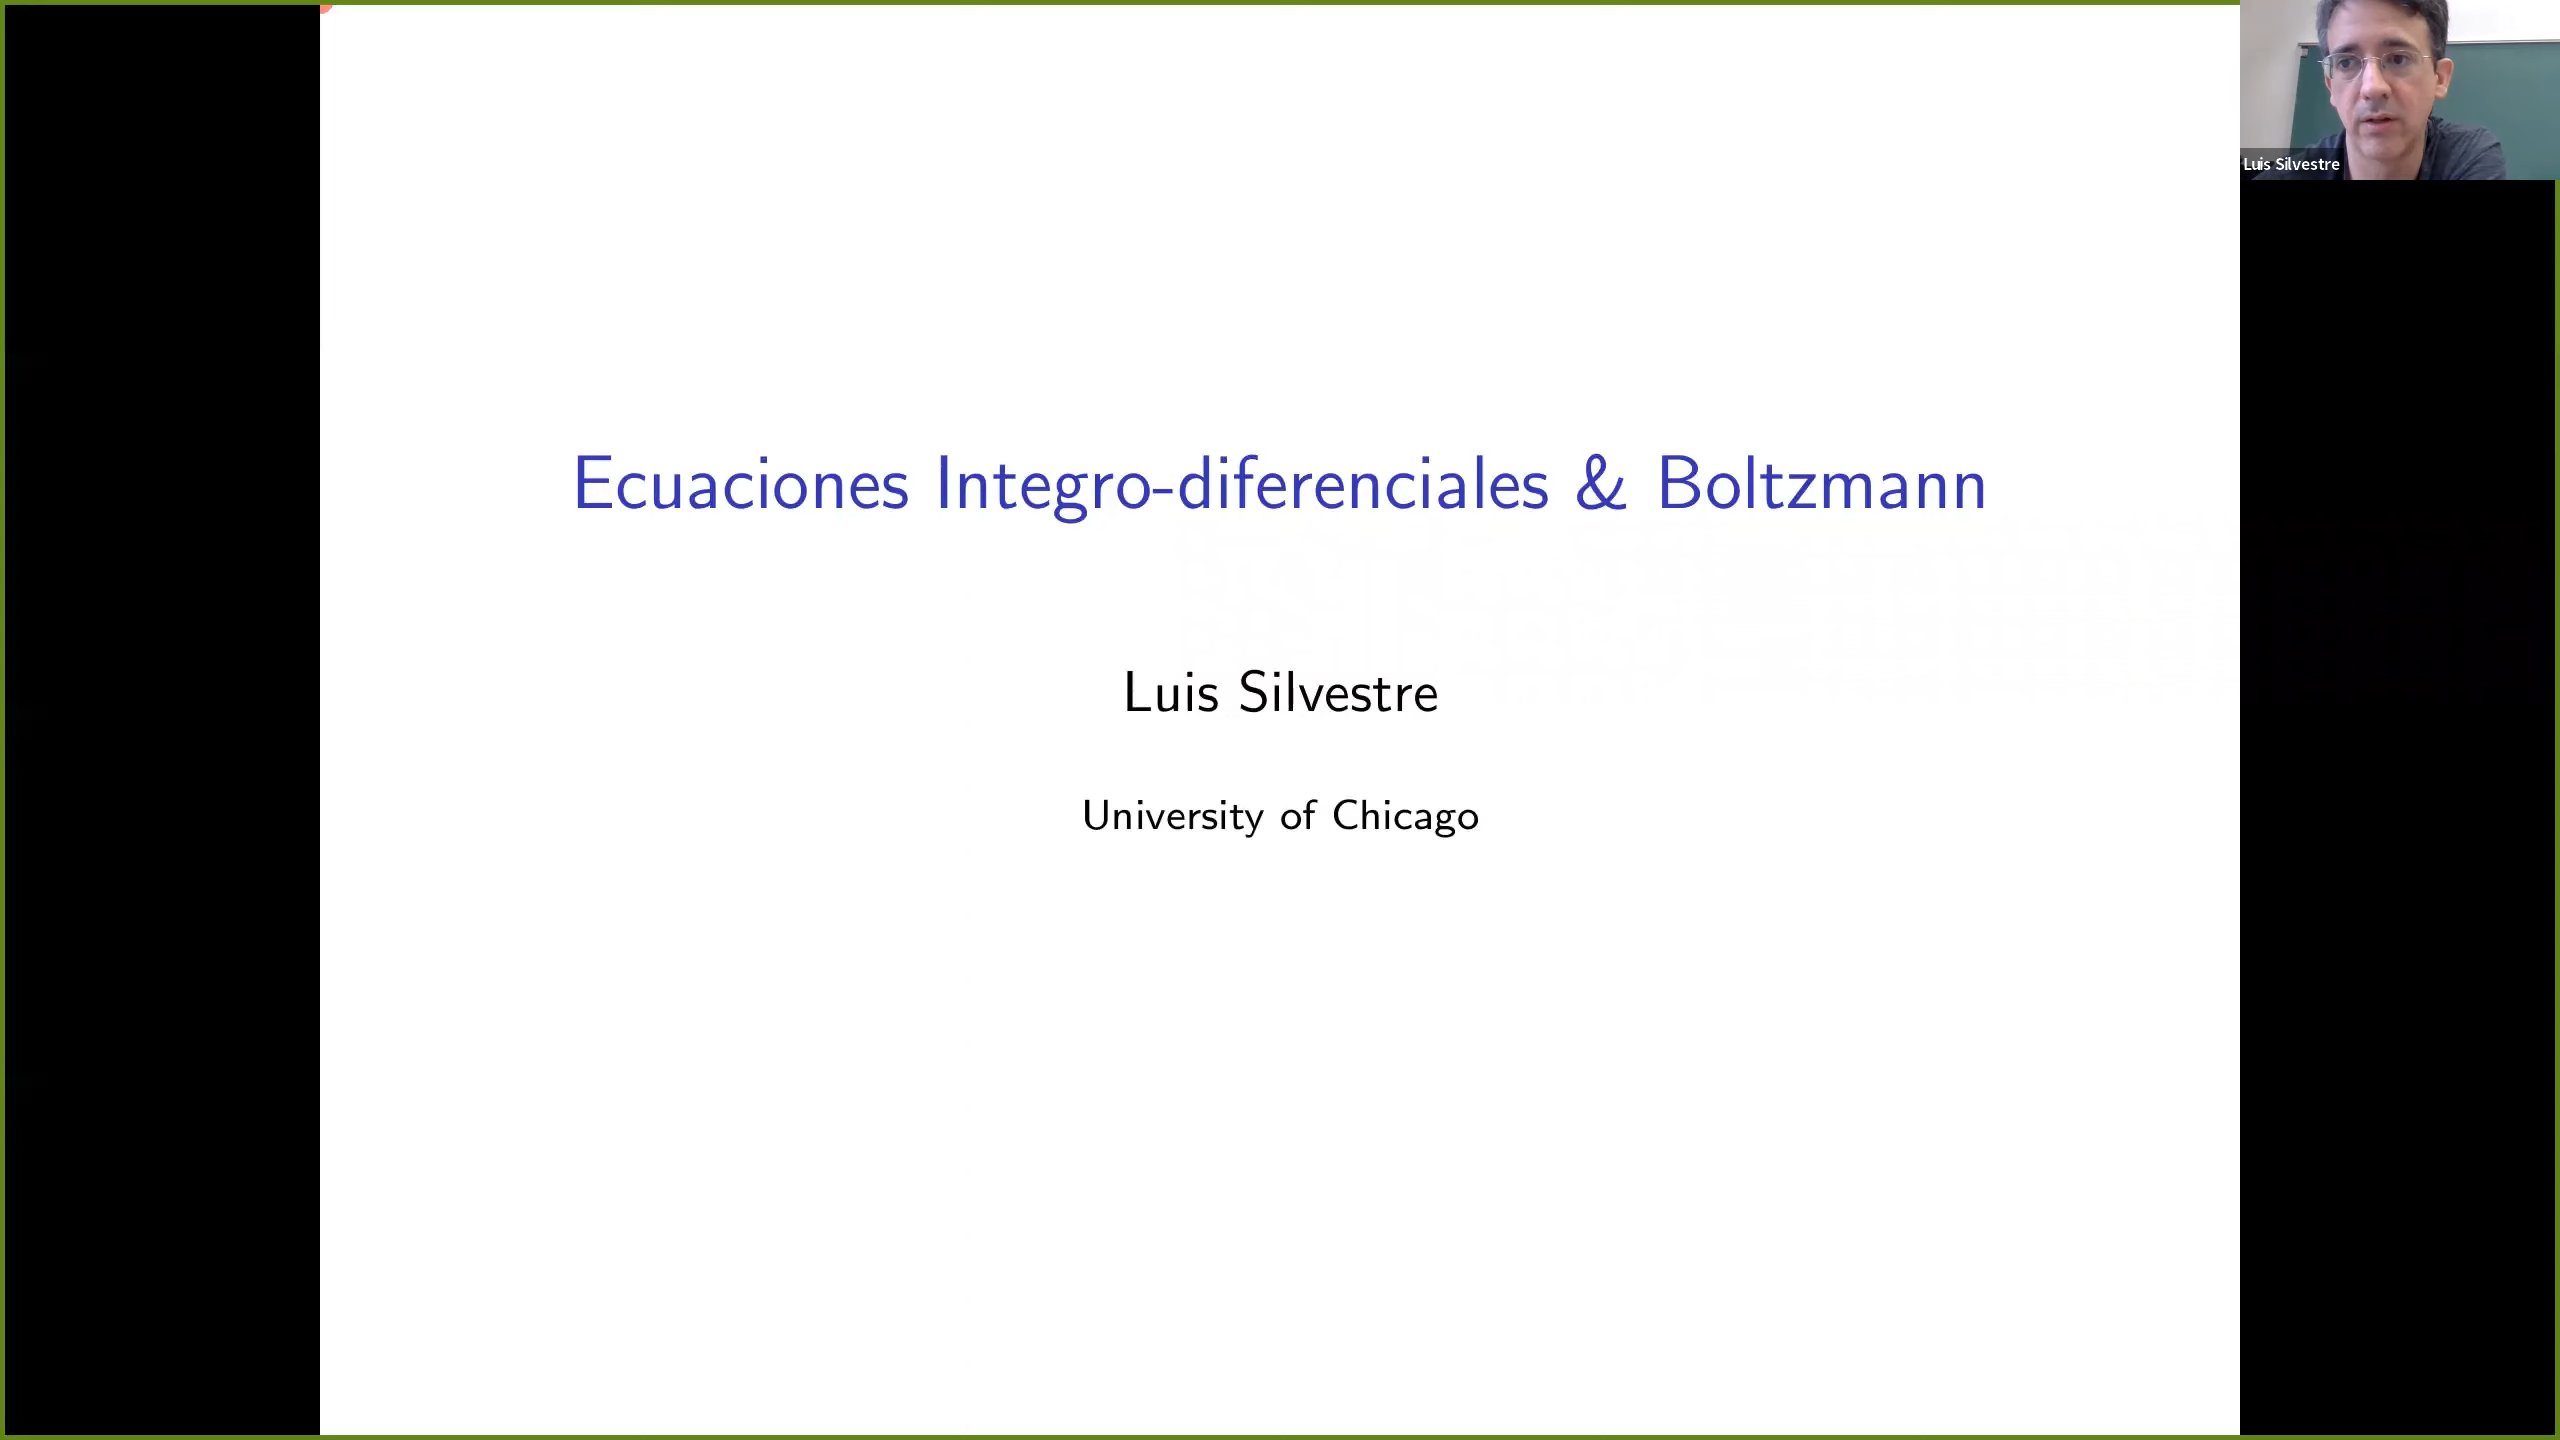 Ecuaciones Integro-diferenciales & Boltzmann
Luis Silvestre
University of Chicago
Luis Silvestre